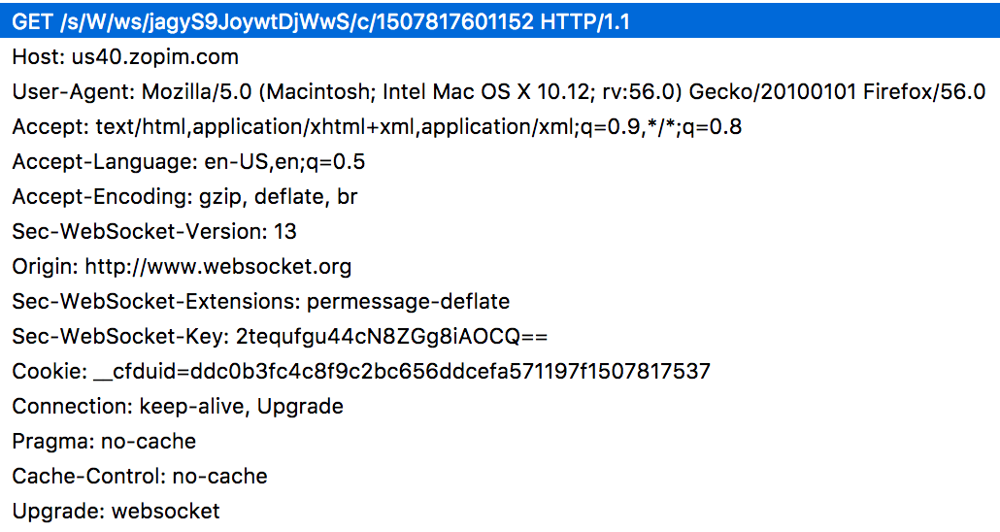 GET /s/W/ws/jagyS9JoywtDjWwS/c/1507817601152 HTTP/1.1
Host: us40.zopim.com
User-Agent: Mozilla/5.0 (Macintosh; Intel Mac OS X 10.12; rv:56.0) Gecko/20100101 Firefox/56.0
Accept: text/html,application/xhtml+xml,application/xml;q=0.9,*/*;q=0.8
Accept-Language: en-US,en;q=0.5
Accept-Encoding: gzip, deflate, br
Sec-WebSocket-Version: 13
Origin: http://www.websocket.org
Sec-WebSocket-Extensions: permessage-deflate
Sec-WebSocket-Key: 2tequfgu44cN8ZGg8iAOCQ==
Cookie: __cfduid=ddc0b3fc4c8f9c2bc656ddcefa571197f1507817537
Connection: keep-alive, Upgrade
Pragma: no-cache
Cache-Control: no-cache
Upgrade: websocket